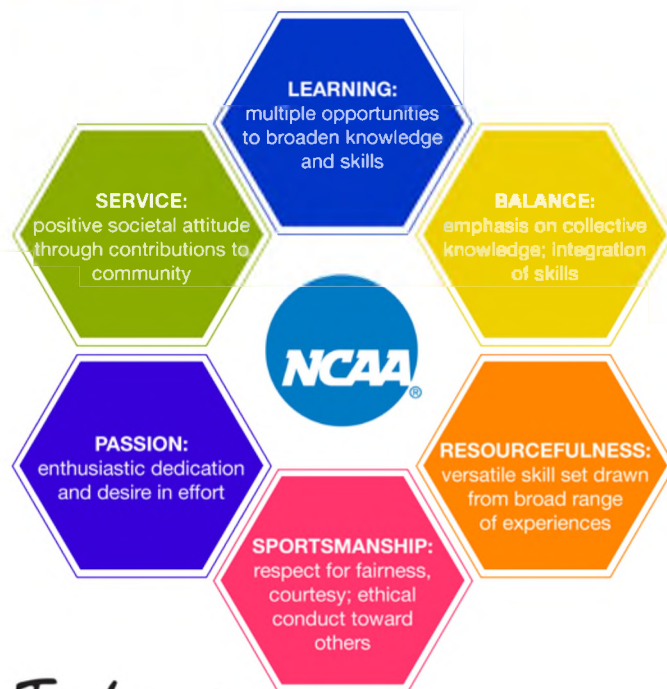 LEARNING:
multiple opportunities
to broaden knowledge
and skills
SERVICE:
positive societal attitude
through contributions to
community
BALANCE:
emphasis on collective
knowledge; integration
of skills
NCAA®
PASSION:
enthusiastic dedication
and desire in effort
RESOURCEFULNESS:
versatile skill set drawn
from broad range
of experiences
SPORTSMANSHIP:
respect for fairness,
courtesy; ethical
conduct toward
others